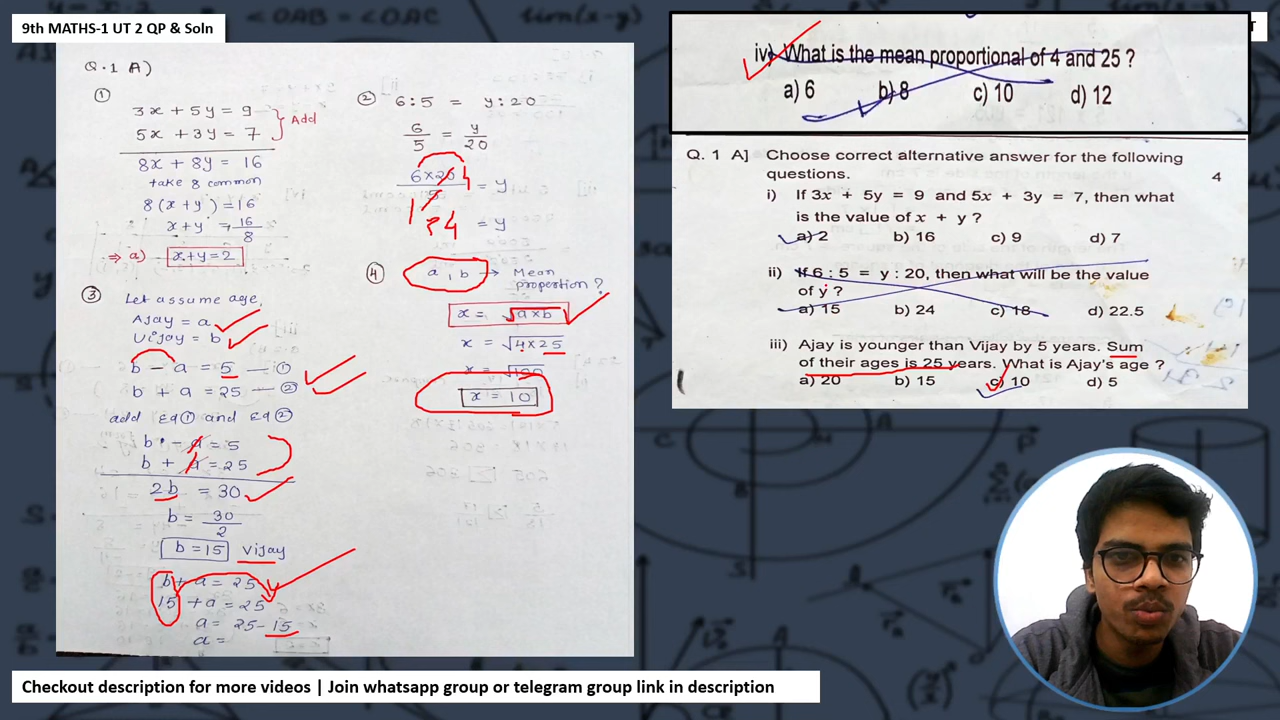 9th MATHS-1 UT 2 QP & Soln
Q.1 A)
①
3x + 5y = 9
5x + 3y = 7
Add
8x + 8y = 16
take 8 common
8(x + y) = 16
x+y = 16/8
⇒ a) x+y = 2
③ Let assume age,
Ajay = a
Vijay = b
b - a = 5 — ①
b + a = 25 — ②
add Eq① and Eq②
b - a = 5
b + a = 25
2b = 30
b = 30/2
b = 15 Vijay
b + a = 25
15 + a = 25
a = 25 - 15
a =
② 6:5 = y:20
6/5 = y/20
6×20/5 = y
4
1
24 = y
④ a, b → Mean
proportion?
x = √a×b
x = √4×25
x = √100
x = 10
iv) What is the mean proportional of 4 and 25 ?
a) 6 b) 8 c) 10 d) 12
Q. 1 A] Choose correct alternative answer for the following
questions. 4
i) If 3x + 5y = 9 and 5x + 3y = 7, then what
is the value of x + y ?
a) 2 b) 16 c) 9 d) 7
ii) If 6 : 5 = y : 20, then what will be the value
of y ?
a) 15 b) 24 c) 18 d) 22.5
iii) Ajay is younger than Vijay by 5 years. Sum
of their ages is 25 years. What is Ajay's age ?
a) 20 b) 15 c) 10 d) 5
Checkout description for more videos | Join whatsapp group or telegram group link in description